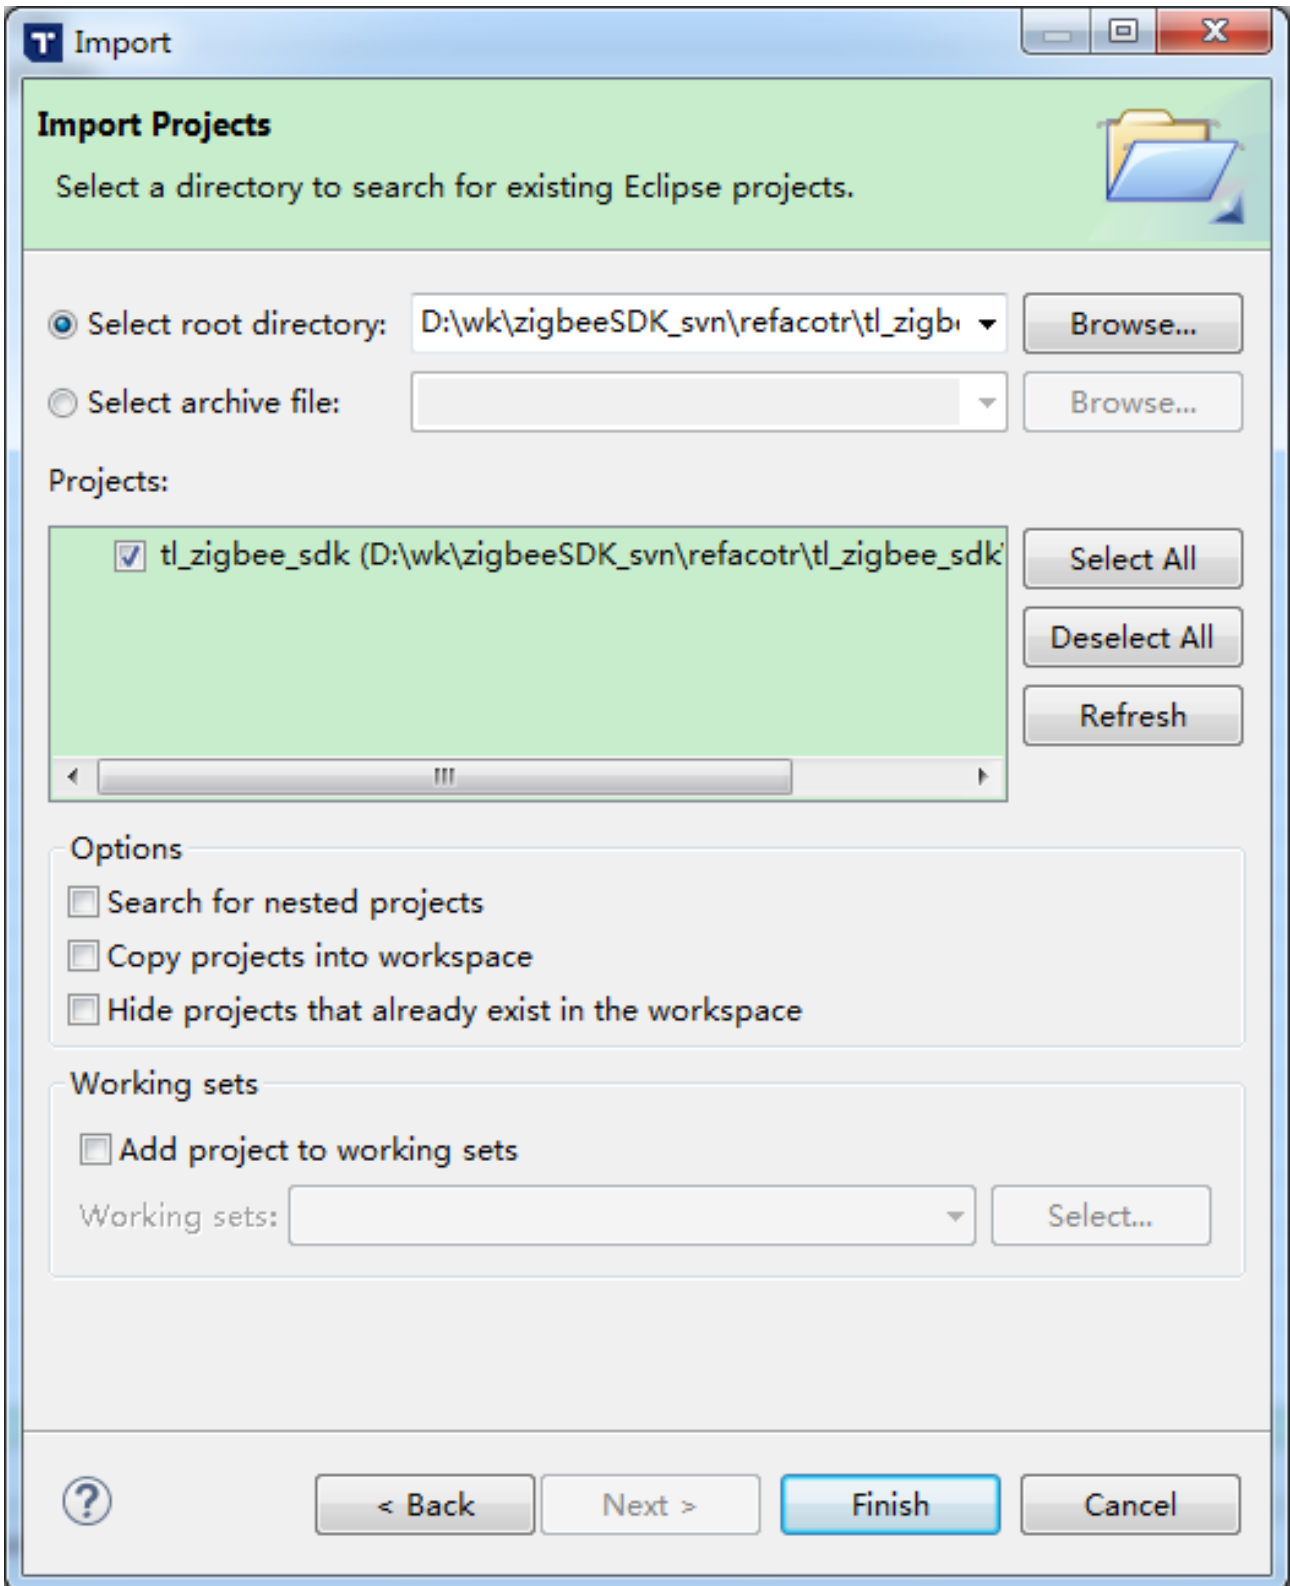 Import
Import Projects
Select a directory to search for existing Eclipse projects.
Select root directory: D:\wk\zigbeeSDK_svn\refacotr\tl_zigb Browse...
Select archive file: Browse...
Projects:
tl_zigbee_sdk (D:\wk\zigbeeSDK_svn\refacotr\tl_zigbee_sdk\ Select All
Deselect All
Refresh
Options
Search for nested projects
Copy projects into workspace
Hide projects that already exist in the workspace
Working sets
Add project to working sets
Working sets: Select...
< Back Next > Finish Cancel